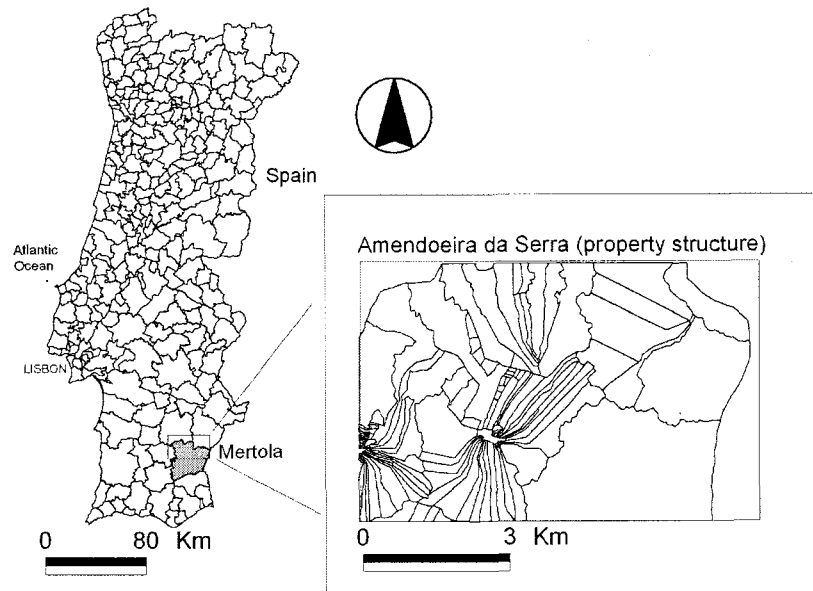 Spain
Atlantic
Ocean
LISBON
Mertola
0 80 Km
Amendoeira da Serra (property structure)
0 3 Km